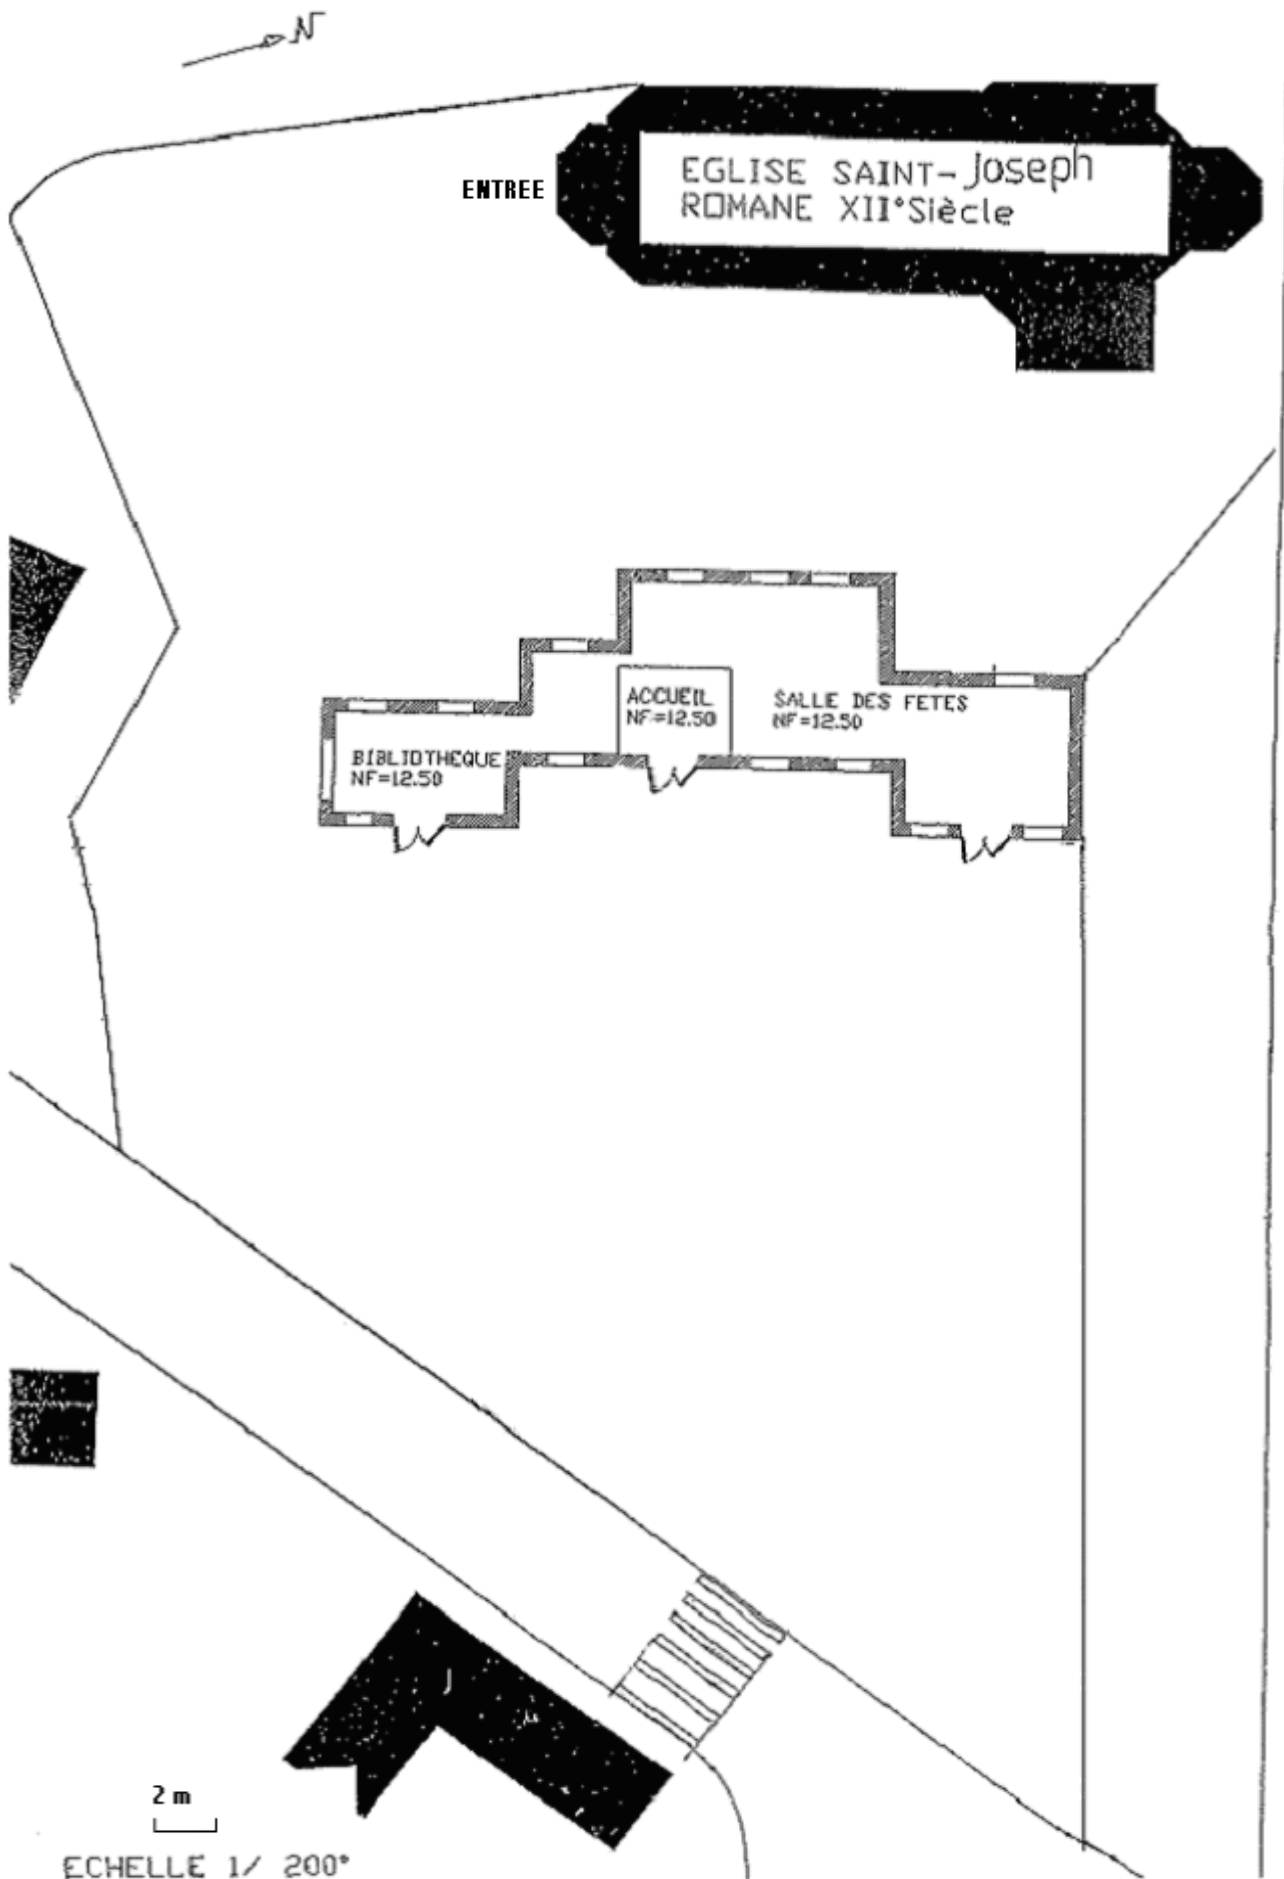 N
EGLISE SAINT-Joseph
ENTREE
ROMANE XII°Siècle
ACCUEIL
NF=12.50
SALLE DES FETES
NF=12.50
BIBLIOTHEQUE
NF=12.50
2 m
ECHELLE 1/ 200°